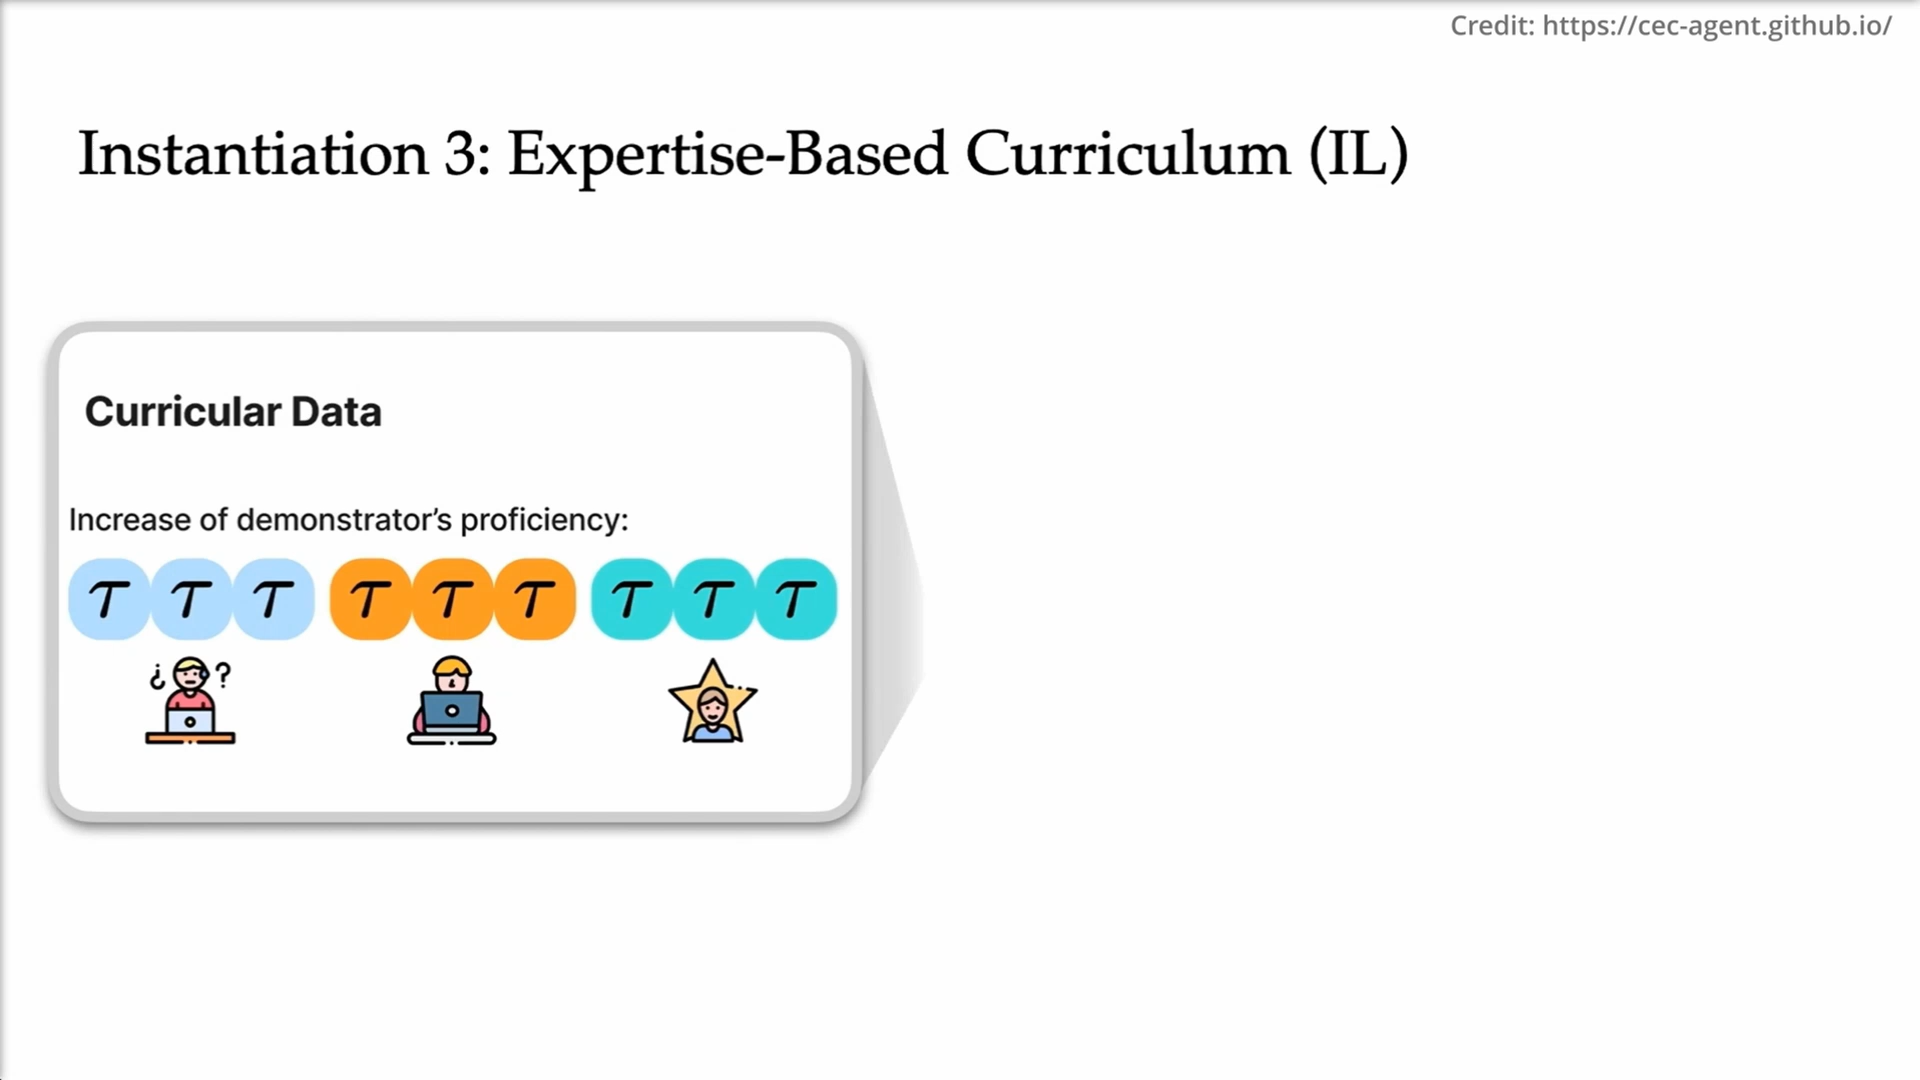 Credit: https://cec-agent.github.io/
Instantiation 3: Expertise-Based Curriculum (IL)
Curricular Data
Increase of demonstrator’s proficiency:
τ τ τ τ τ τ τ τ τ
¿ ?